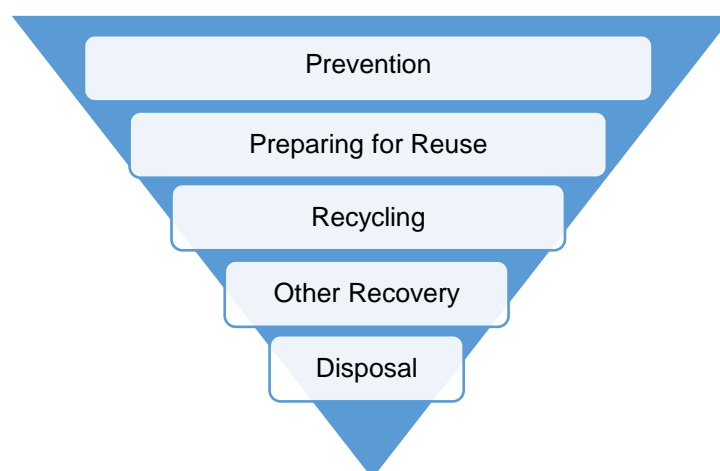 Prevention
Preparing for Reuse
Recycling
Other Recovery
Disposal